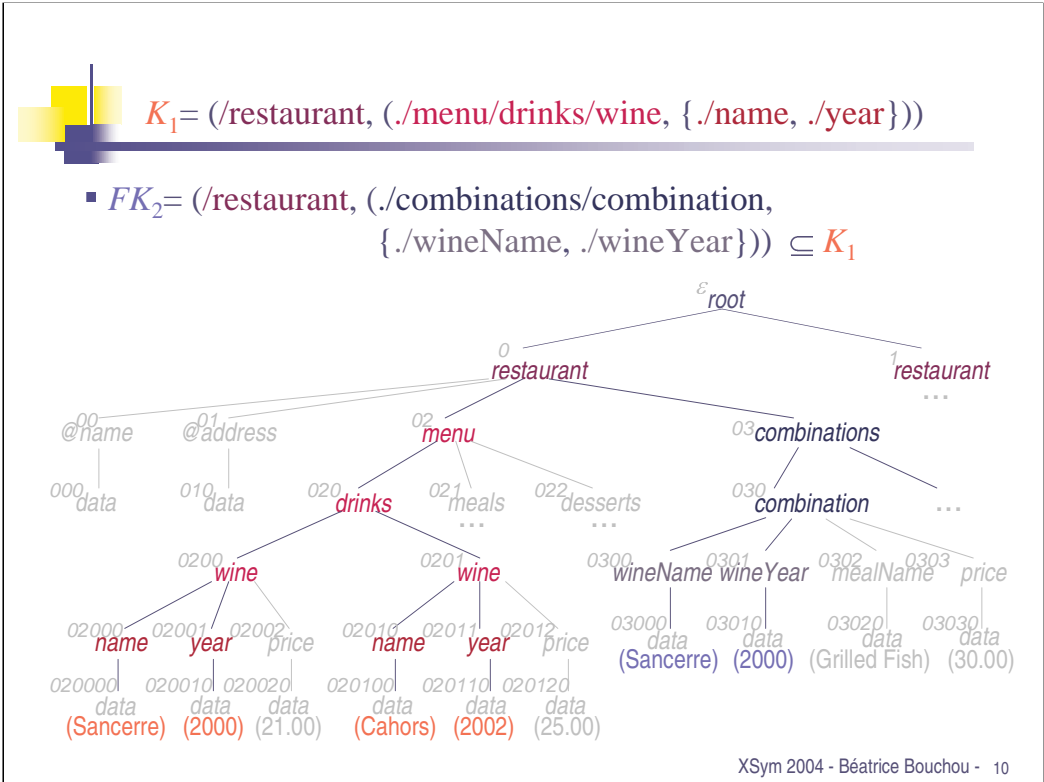 K1= (/restaurant, (./menu/drinks/wine, {./name, ./year}))
▪ FK2= (/restaurant, (./combinations/combination,
{./wineName, ./wineYear})) ⊆ K1
ε root
0 restaurant 1 restaurant
...
00 @name 01 @address 02 menu 03 combinations
000 data 010 data 020 drinks 021 meals 022 desserts 030 combination ...
... ...
0200 wine 0201 wine 0300 wineName 0301 wineYear 0302 mealName 0303 price
02000 name 02001 year 02002 price 02010 name 02011 year 02012 price 03000 data 03010 data 03020 data 03030 data
(Sancerre) (2000) (Grilled Fish) (30.00)
020000 data 020010 data 020020 data 020100 data 020110 data 020120 data
(Sancerre) (2000) (21.00) (Cahors) (2002) (25.00)
XSym 2004 - Béatrice Bouchou - 10